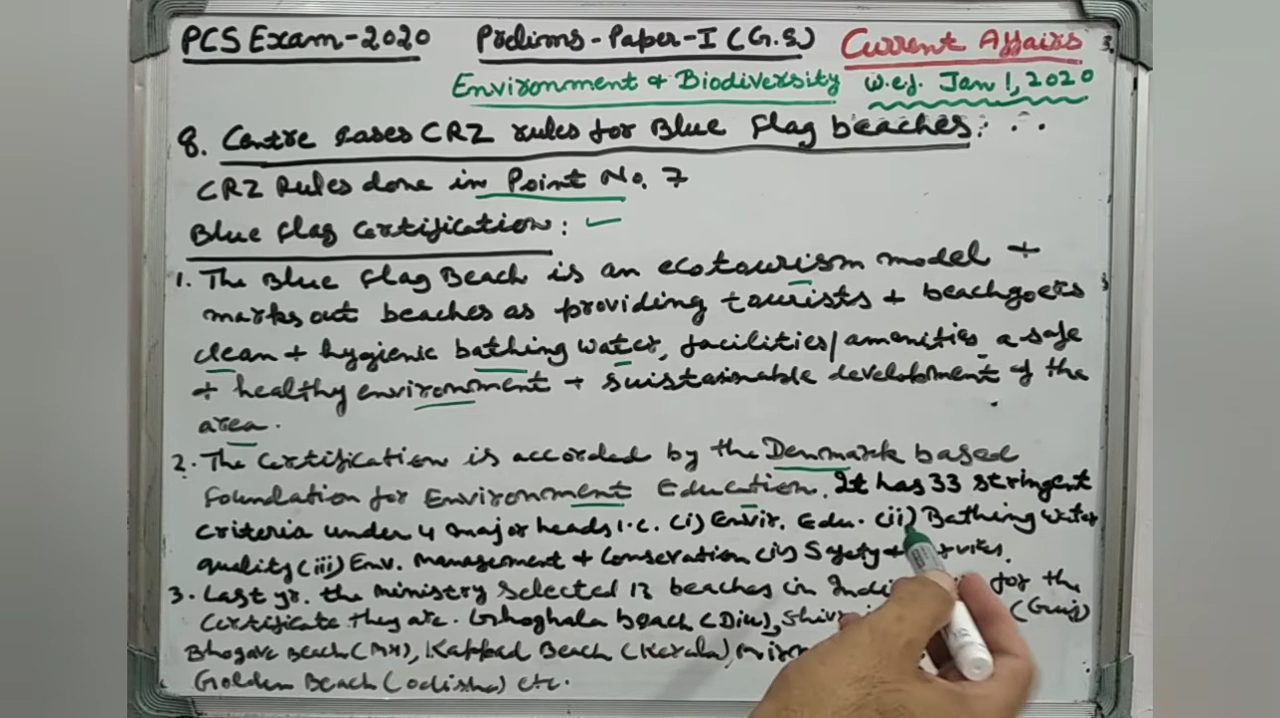 PCS Exam-2020 Prelims-Paper-I (G.S) Current Affairs
Environment & Biodiversity w.e.f. Jan 1, 2020
8. Centre eases CRZ rules for Blue Flag beaches:
CRZ Rules done in Point No. 7
Blue Flag Certification:
1. The Blue Flag Beach is an ecotourism model +
marks out beaches as providing tourists + beachgoers
clean + hygienic bathing water, facilities/amenities a safe
+ healthy environment + suistainable development of the
area.
2. The Certification is accorded by the Denmark based
Foundation for Environment Education. It has 33 stringent
criteria under 4 major heads i.e. (i) Envir. Edu. (ii) Bathing Water
quality (iii) Env. Management + Conservation (iv) Safety +
3. Last yr. the ministry selected beaches in for the
Certificate they are. Ghoghala beach (Diu), (Guj)
Bhogave Beach (MH), Kappad Beach (Kerala),
Golden Beach (Odisha) etc.